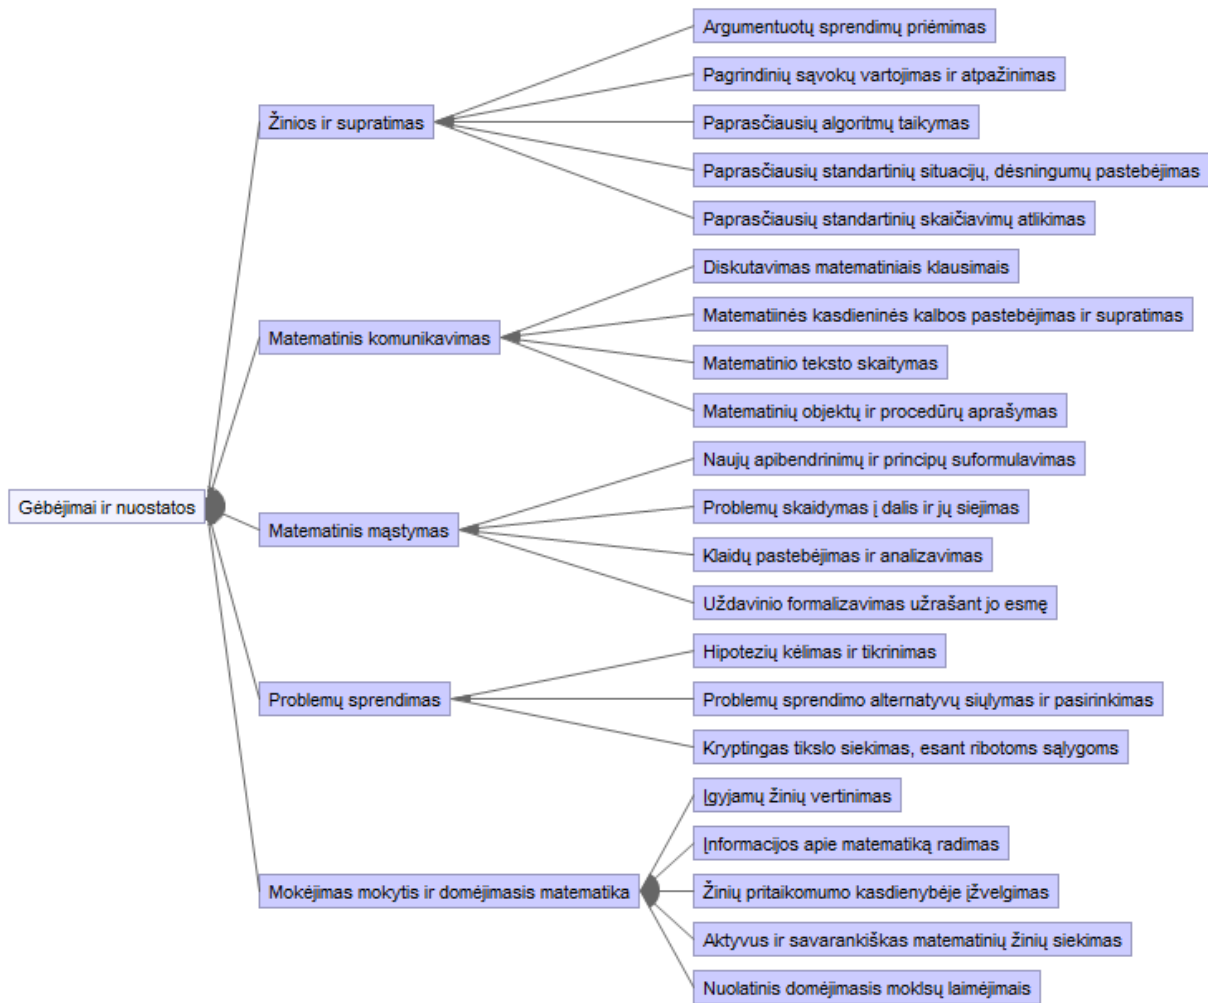 Gėbėjimai ir nuostatos
Žinios ir supratimas
Argumentuotų sprendimų priėmimas
Pagrindinių sąvokų vartojimas ir atpažinimas
Paprasčiausių algoritmų taikymas
Paprasčiausių standartinių situacijų, dėsningumų pastebėjimas
Paprasčiausių standartinių skaičiavimų atlikimas
Matematinis komunikavimas
Diskutavimas matematiniais klausimais
Matematiinės kasdieninės kalbos pastebėjimas ir supratimas
Matematinio teksto skaitymas
Matematinių objektų ir procedūrų aprašymas
Matematinis mąstymas
Naujų apibendrinimų ir principų suformulavimas
Problemų skaidymas į dalis ir jų siejimas
Klaidų pastebėjimas ir analizavimas
Uždavinio formalizavimas užrašant jo esmę
Problemų sprendimas
Hipotezių kėlimas ir tikrinimas
Problemų sprendimo alternatyvų siųlymas ir pasirinkimas
Kryptingas tikslo siekimas, esant ribotoms sąlygoms
Mokėjimas mokytis ir domėjimasis matematika
Įgyjamų žinių vertinimas
Įnformacijos apie matematiką radimas
Žinių pritaikomumo kasdienybėje įžvelgimas
Aktyvus ir savarankiškas matematinių žinių siekimas
Nuolatinis domėjimasis moklsų laimėjimais